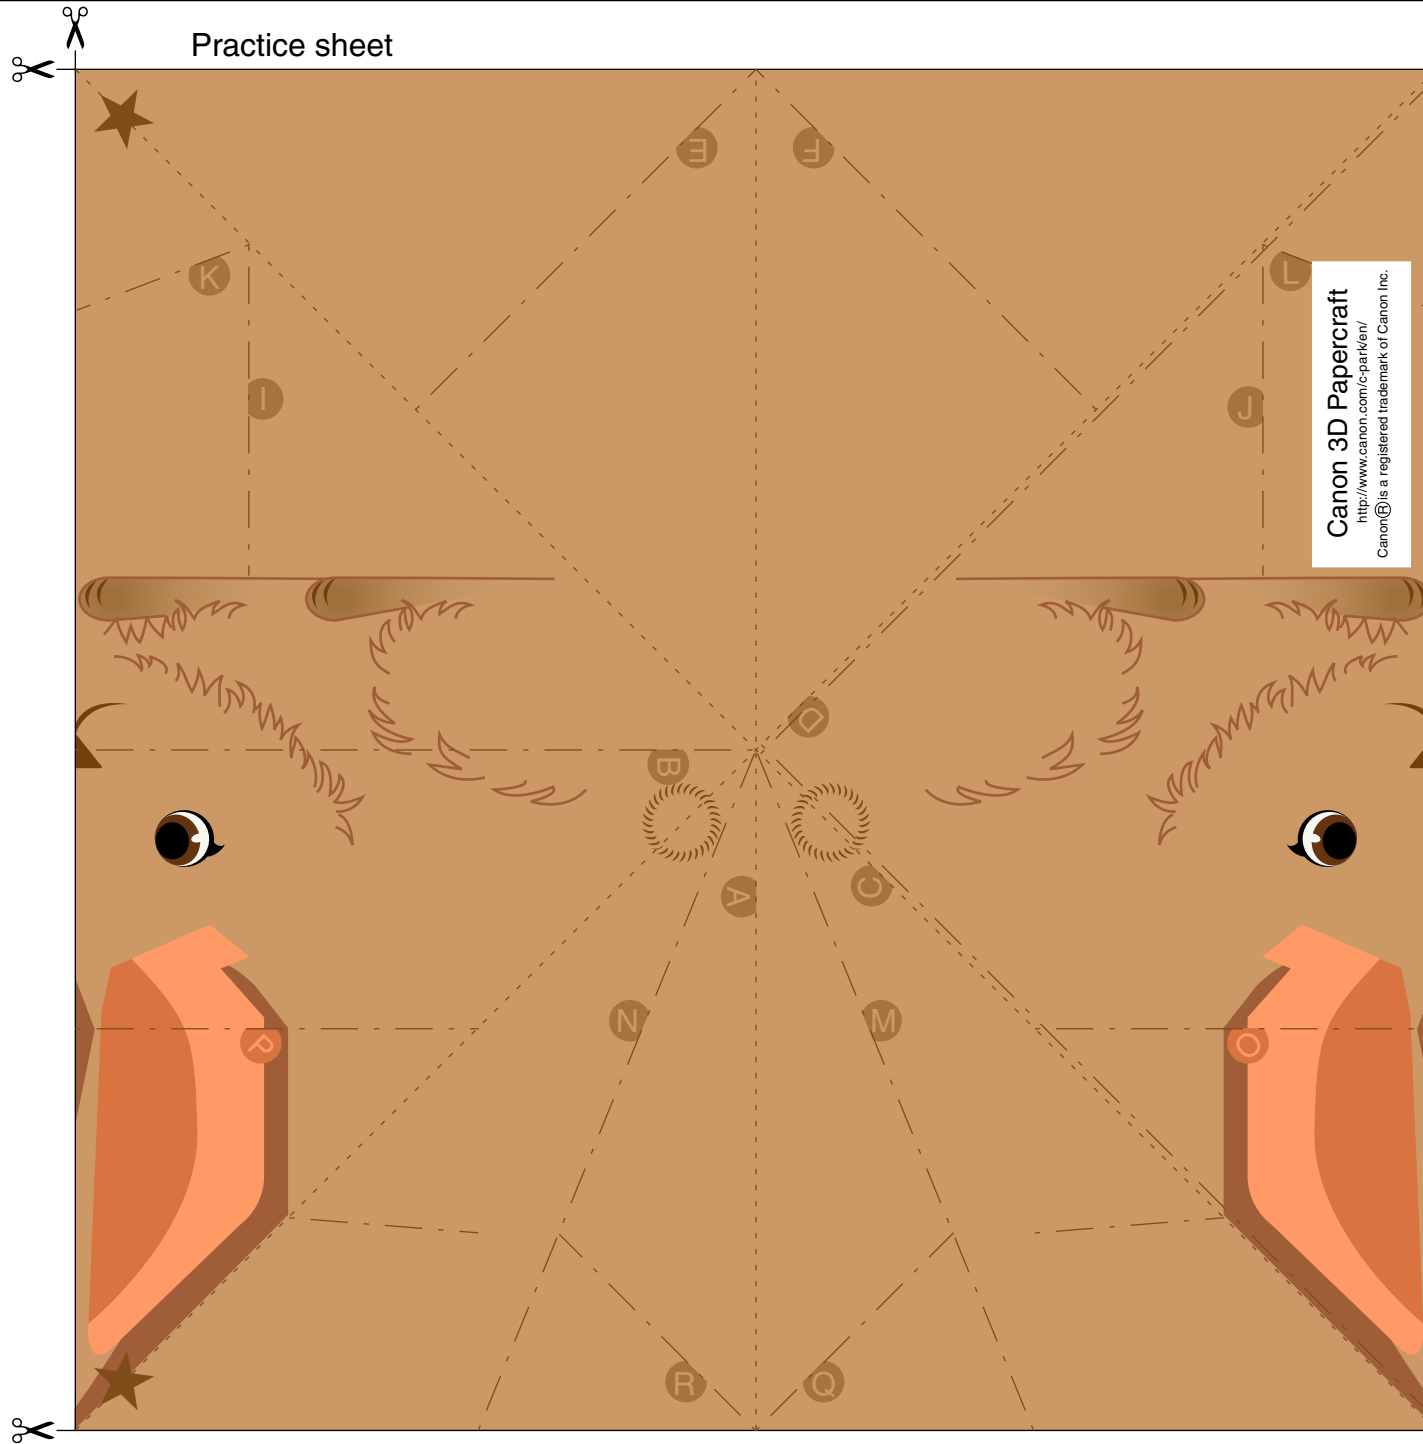 Practice sheet
E
F
K
L
I
J
Canon 3D Papercraft
http://www.canon.com/c-park/en/
Canon®is a registered trademark of Canon Inc.
D
B
A
C
N
M
P
O
R
Q